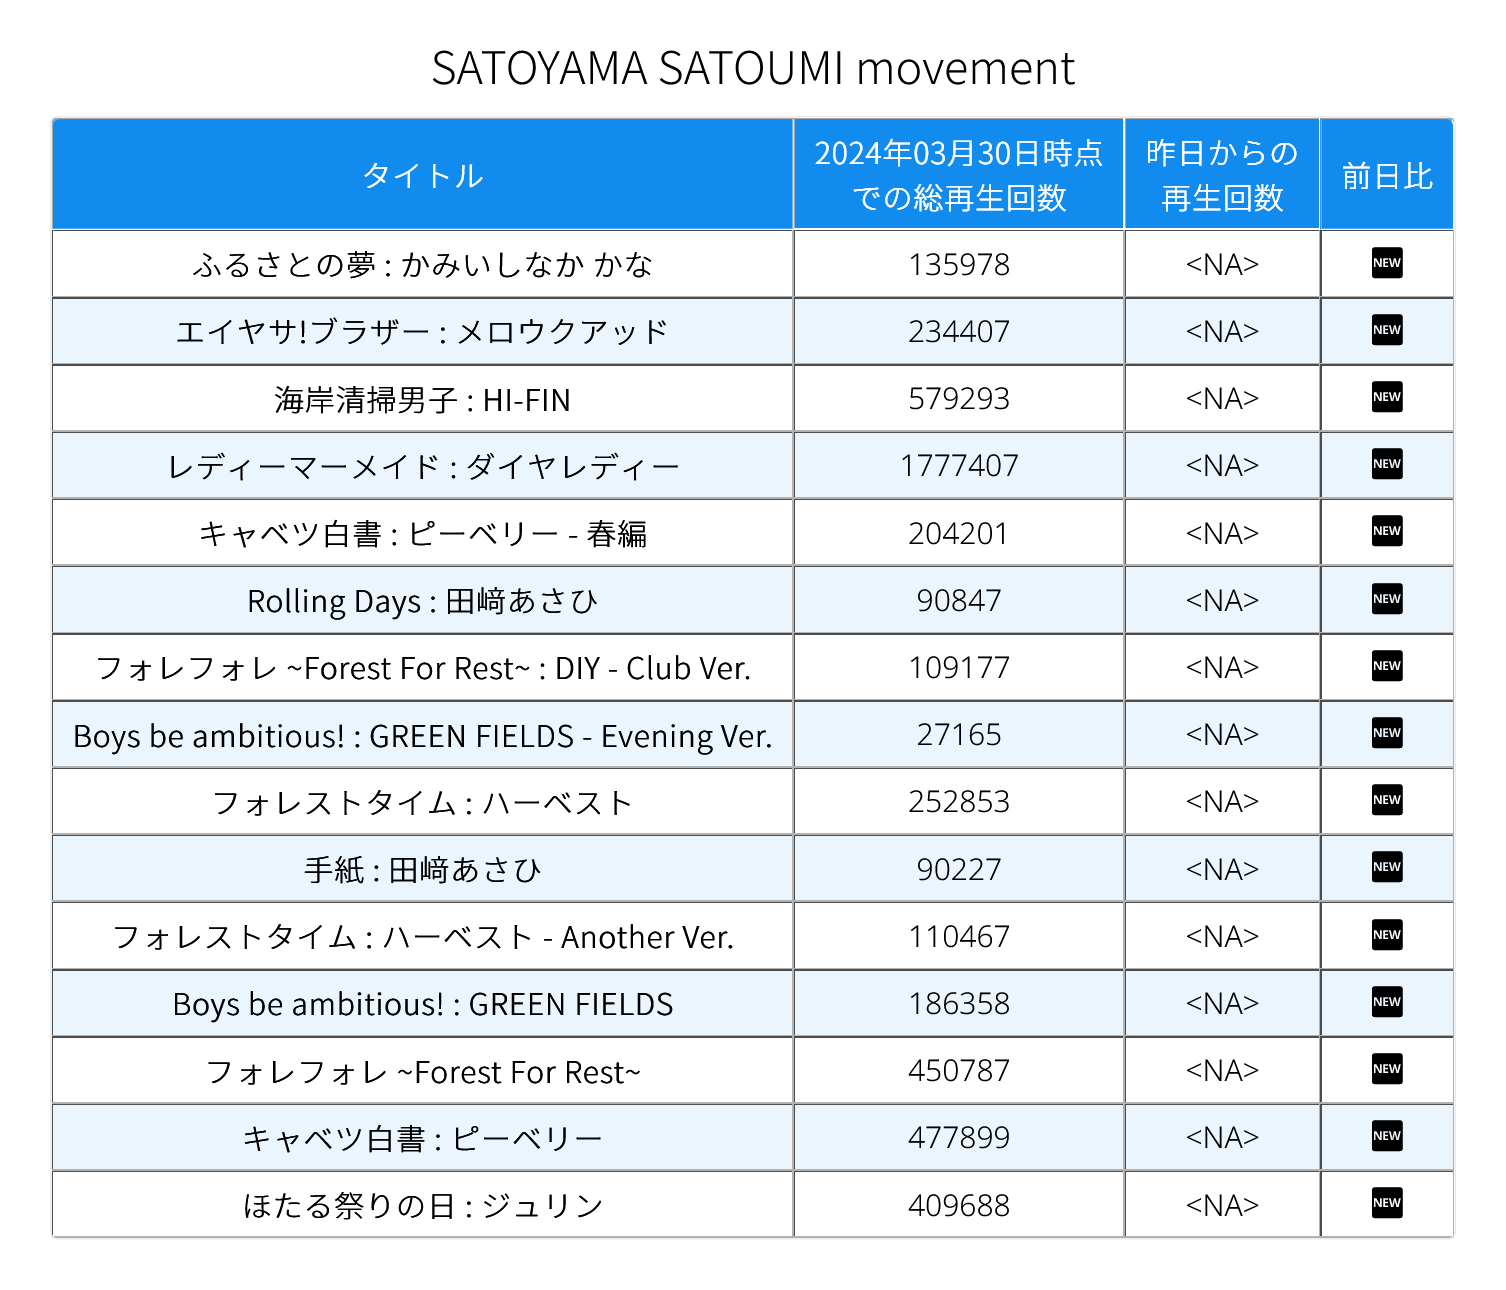 SATOYAMA SATOUMI movement
タイトル 2024年03月30日時点での総再生回数 昨日からの再生回数 前日比
ふるさとの夢 : かみいしなか かな 135978 <NA> NEW
エイヤサ!ブラザー : メロウクアッド 234407 <NA> NEW
海岸清掃男子 : HI-FIN 579293 <NA> NEW
レディーマーメイド : ダイヤレディー 1777407 <NA> NEW
キャベツ白書 : ピーベリー - 春編 204201 <NA> NEW
Rolling Days : 田﨑あさひ 90847 <NA> NEW
フォレフォレ ~Forest For Rest~ : DIY - Club Ver. 109177 <NA> NEW
Boys be ambitious! : GREEN FIELDS - Evening Ver. 27165 <NA> NEW
フォレストタイム : ハーベスト 252853 <NA> NEW
手紙 : 田﨑あさひ 90227 <NA> NEW
フォレストタイム : ハーベスト - Another Ver. 110467 <NA> NEW
Boys be ambitious! : GREEN FIELDS 186358 <NA> NEW
フォレフォレ ~Forest For Rest~ 450787 <NA> NEW
キャベツ白書 : ピーベリー 477899 <NA> NEW
ほたる祭りの日 : ジュリン 409688 <NA> NEW